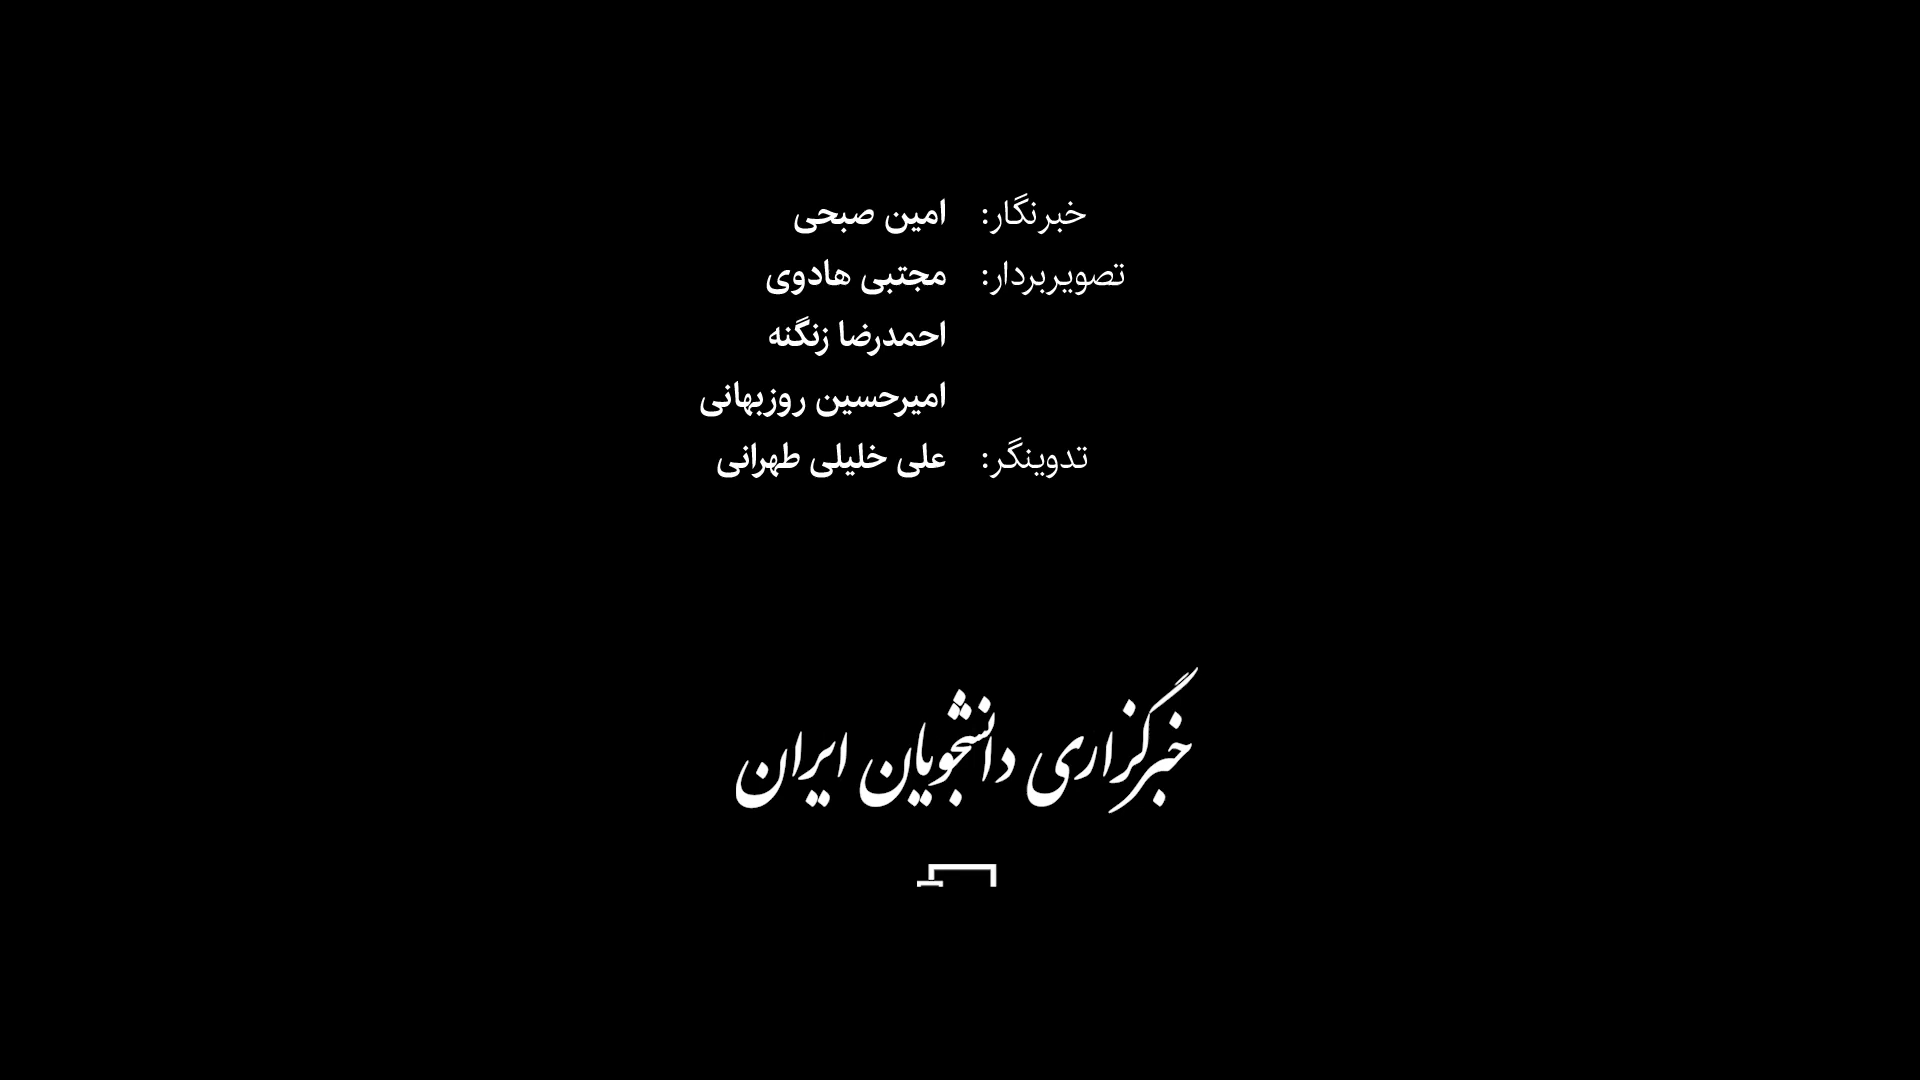 خبرنگار: امین صبحی
تصویربردار: مجتبی هادوی
احمدرضا زنگنه
امیرحسین روزبهانی
تدوینگر: علی خلیلی طهرانی
خبرگزاری دانشجویان ایران